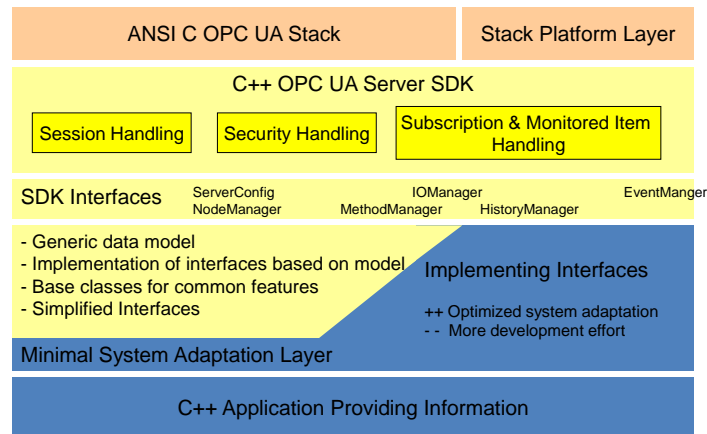 ANSI C OPC UA Stack
Stack Platform Layer
C++ OPC UA Server SDK
Session Handling
Security Handling
Subscription & Monitored Item
Handling
SDK Interfaces
ServerConfig
IOManager
EventManger
NodeManager
MethodManager
HistoryManager
- Generic data model
- Implementation of interfaces based on model
- Base classes for common features
- Simplified Interfaces
Implementing Interfaces
++ Optimized system adaptation
- - More development effort
Minimal System Adaptation Layer
C++ Application Providing Information